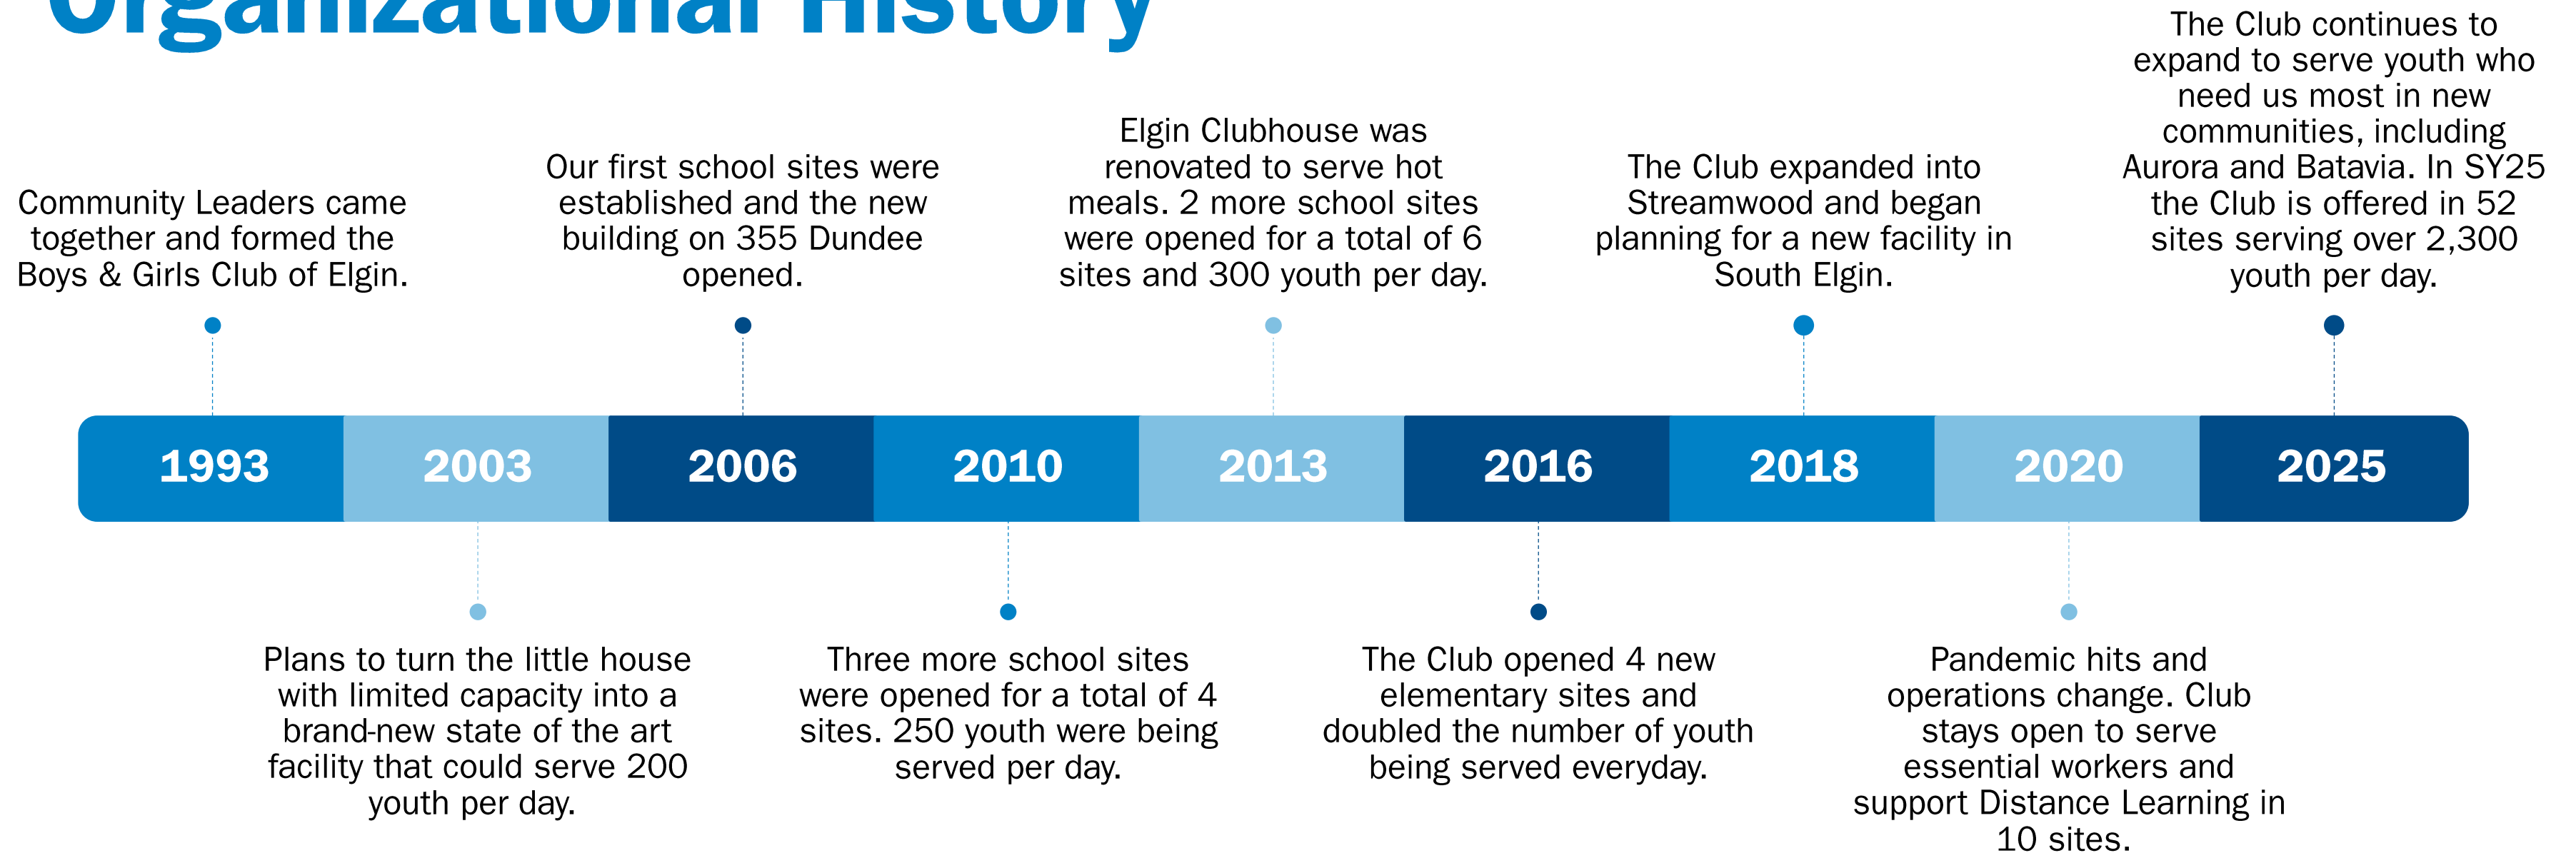 Organizational History
Community Leaders came
together and formed the
Boys & Girls Club of Elgin.
Our first school sites were
established and the new
building on 355 Dundee
opened.
Elgin Clubhouse was
renovated to serve hot
meals. 2 more school sites
were opened for a total of 6
sites and 300 youth per day.
The Club expanded into
Streamwood and began
planning for a new facility in
South Elgin.
The Club continues to
expand to serve youth who
need us most in new
communities, including
Aurora and Batavia. In SY25
the Club is offered in 52
sites serving over 2,300
youth per day.
1993
2003
2006
2010
2013
2016
2018
2020
2025
Plans to turn the little house
with limited capacity into a
brand-new state of the art
facility that could serve 200
youth per day.
Three more school sites
were opened for a total of 4
sites. 250 youth were being
served per day.
The Club opened 4 new
elementary sites and
doubled the number of youth
being served everyday.
Pandemic hits and
operations change. Club
stays open to serve
essential workers and
support Distance Learning in
10 sites.